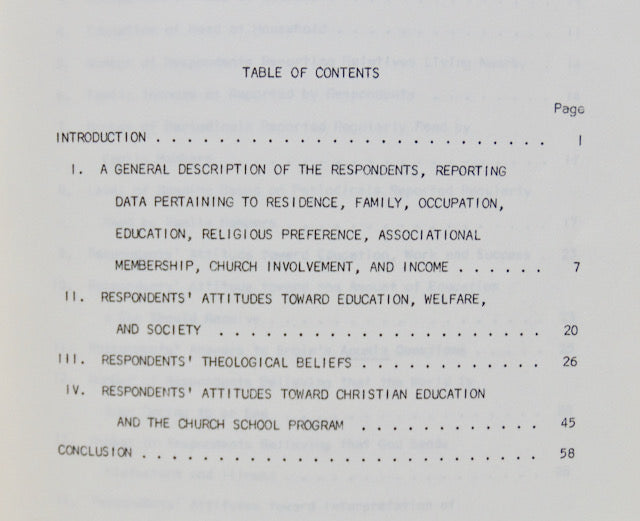 TABLE OF CONTENTS
Page
INTRODUCTION . . . . . . . . . . . . . . . . . . . . . . . . . 1
I. A GENERAL DESCRIPTION OF THE RESPONDENTS, REPORTING
DATA PERTAINING TO RESIDENCE, FAMILY, OCCUPATION,
EDUCATION, RELIGIOUS PREFERENCE, ASSOCIATIONAL
MEMBERSHIP, CHURCH INVOLVEMENT, AND INCOME . . . . . . 7
II. RESPONDENTS' ATTITUDES TOWARD EDUCATION, WELFARE,
AND SOCIETY . . . . . . . . . . . . . . . . . . . . 20
III. RESPONDENTS' THEOLOGICAL BELIEFS . . . . . . . . . . . . 26
IV. RESPONDENTS' ATTITUDES TOWARD CHRISTIAN EDUCATION
AND THE CHURCH SCHOOL PROGRAM . . . . . . . . . . . . 45
CONCLUSION . . . . . . . . . . . . . . . . . . . . . . . . . . 58